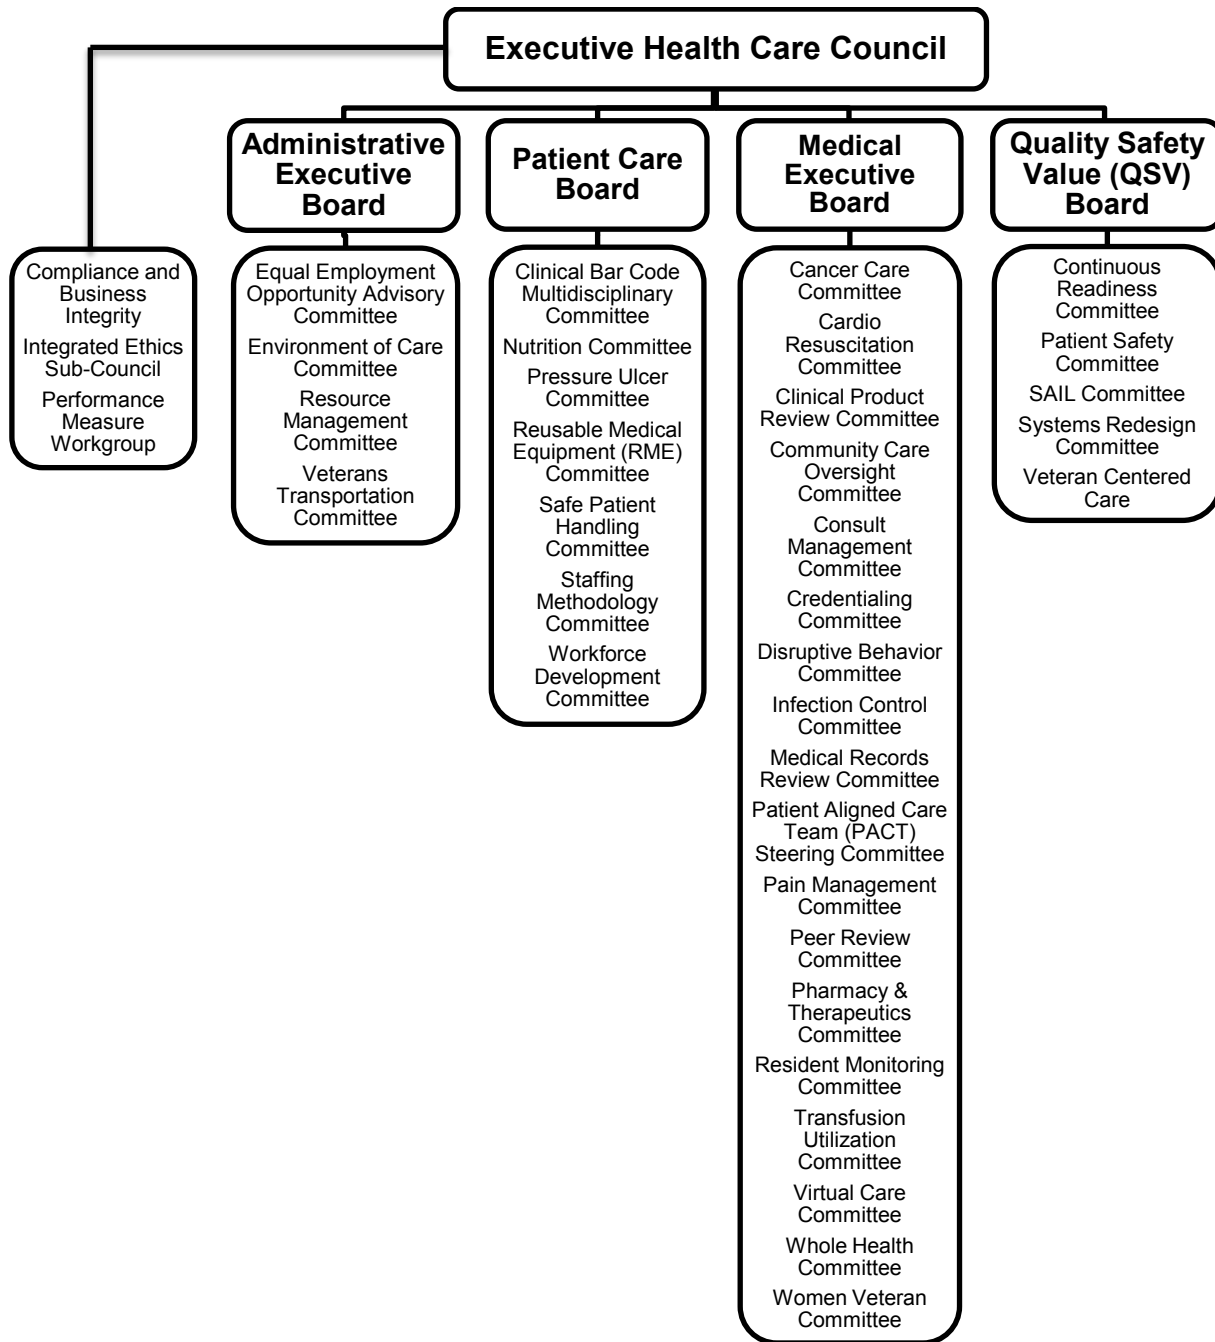 Executive Health Care Council
Administrative
Executive
Board
Patient Care
Board
Medical
Executive
Board
Quality Safety
Value (QSV)
Board
Compliance and
Business
Integrity
Integrated Ethics
Sub-Council
Performance
Measure
Workgroup
Equal Employment
Opportunity Advisory
Committee
Environment of Care
Committee
Resource
Management
Committee
Veterans
Transportation
Committee
Clinical Bar Code
Multidisciplinary
Committee
Nutrition Committee
Pressure Ulcer
Committee
Reusable Medical
Equipment (RME)
Committee
Safe Patient
Handling
Committee
Staffing
Methodology
Committee
Workforce
Development
Committee
Cancer Care
Committee
Cardio
Resuscitation
Committee
Clinical Product
Review Committee
Community Care
Oversight
Committee
Consult
Management
Committee
Credentialing
Committee
Disruptive Behavior
Committee
Infection Control
Committee
Medical Records
Review Committee
Patient Aligned Care
Team (PACT)
Steering Committee
Pain Management
Committee
Peer Review
Committee
Pharmacy &
Therapeutics
Committee
Resident Monitoring
Committee
Transfusion
Utilization
Committee
Virtual Care
Committee
Whole Health
Committee
Women Veteran
Committee
Continuous
Readiness
Committee
Patient Safety
Committee
SAIL Committee
Systems Redesign
Committee
Veteran Centered
Care